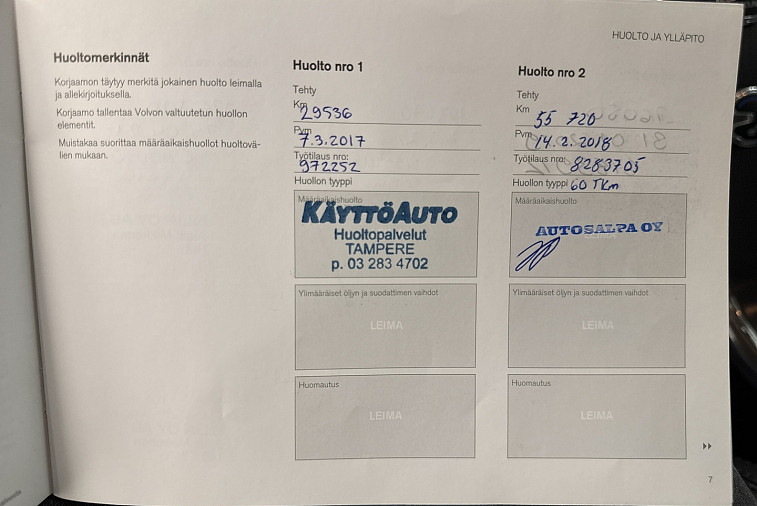 HUOLTO JA YLLÄPITO
Huoltomerkinnät
Korjaamon täytyy merkitä jokainen huolto leimalla
ja allekirjoituksella.
Korjaamo tallentaa Volvon valtuutetun huollon
elementit.
Muistakaa suorittaa määräaikaishuollot huoltovä-
lien mukaan.
Huolto nro 1
Tehty
Km 29536
Pvm 7.3.2017
Työtilaus nro: 972252
Huollon tyyppi
Määräaikaishuolto
KÄYTTÖAUTO
Huoltopalvelut
TAMPERE
p. 03 283 4702
Ylimääräiset öljyn ja suodattimen vaihdot
LEIMA
Huomautus
LEIMA
Huolto nro 2
Tehty
Km 55 720
Pvm 14.2.2018
Työtilaus nro: 8283705
Huollon tyyppi 60 TKm
Määräaikaishuolto
AUTOSALPA OY
Ylimääräiset öljyn ja suodattimen vaihdot
LEIMA
Huomautus
LEIMA
7